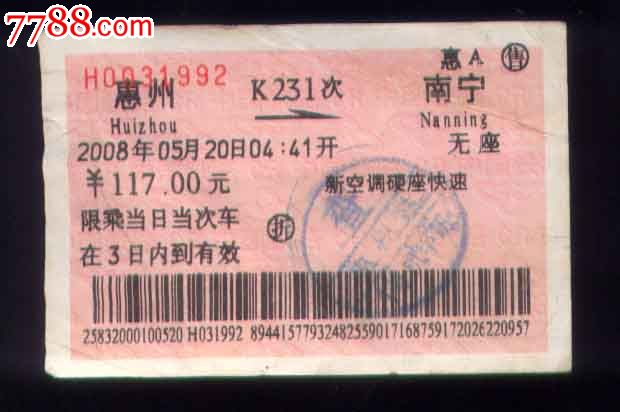 7788.com
H0031992
惠A 售
惠州 K231次 南宁
Huizhou Nanning
2008年05月20日04:41开 无座
￥117.00元 新空调硬座快速
限乘当日当次车 折
在3日内到有效
25832000100520 H031992 894415779324825590171687591720262 20957